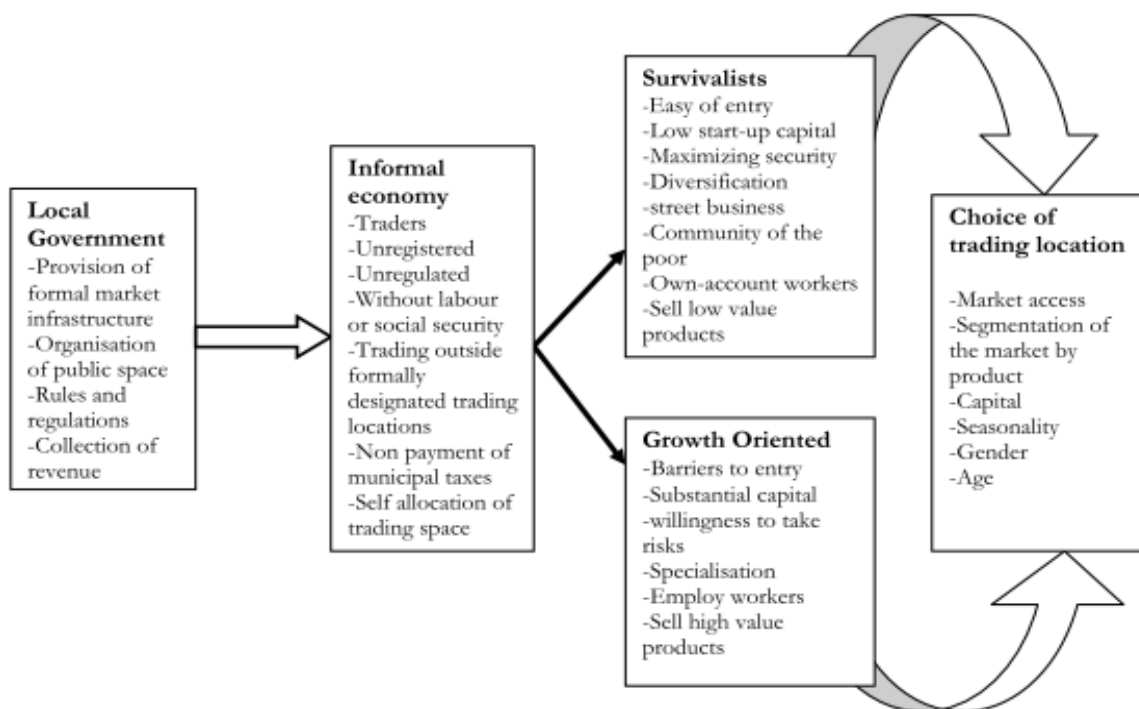 Local
Government
-Provision of
formal market
infrastructure
-Organisation
of public space
-Rules and
regulations
-Collection of
revenue
Informal
economy
-Traders
-Unregistered
-Unregulated
-Without labour
or social security
-Trading outside
formally
designated trading
locations
-Non payment of
municipal taxes
-Self allocation of
trading space
Survivalists
-Easy of entry
-Low start-up capital
-Maximizing security
-Diversification
-street business
-Community of the
poor
-Own-account workers
-Sell low value
products
Growth Oriented
-Barriers to entry
-Substantial capital
-willingness to take
risks
-Specialisation
-Employ workers
-Sell high value
products
Choice of
trading location
-Market access
-Segmentation of
the market by
product
-Capital
-Seasonality
-Gender
-Age